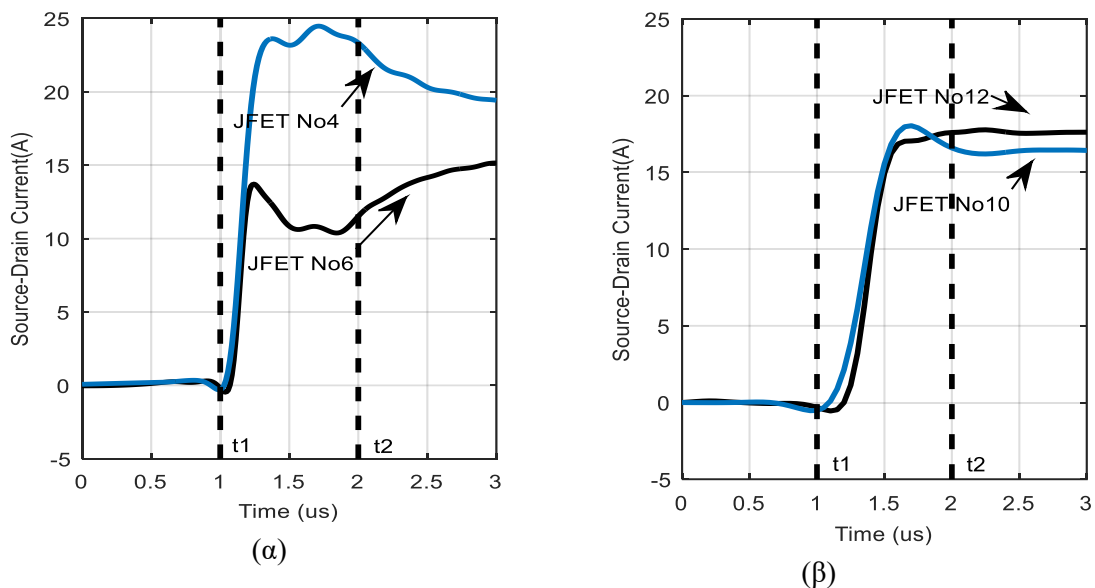 25
20
15
10
5
0
-5
Source-Drain Current(A)
JFET No4
JFET No6
t1
t2
0 0.5 1 1.5 2 2.5 3
Time (us)
(α)
25
20
15
10
5
0
-5
Source-Drain Current(A)
JFET No12
JFET No10
t1
t2
0 0.5 1 1.5 2 2.5 3
Time (us)
(β)